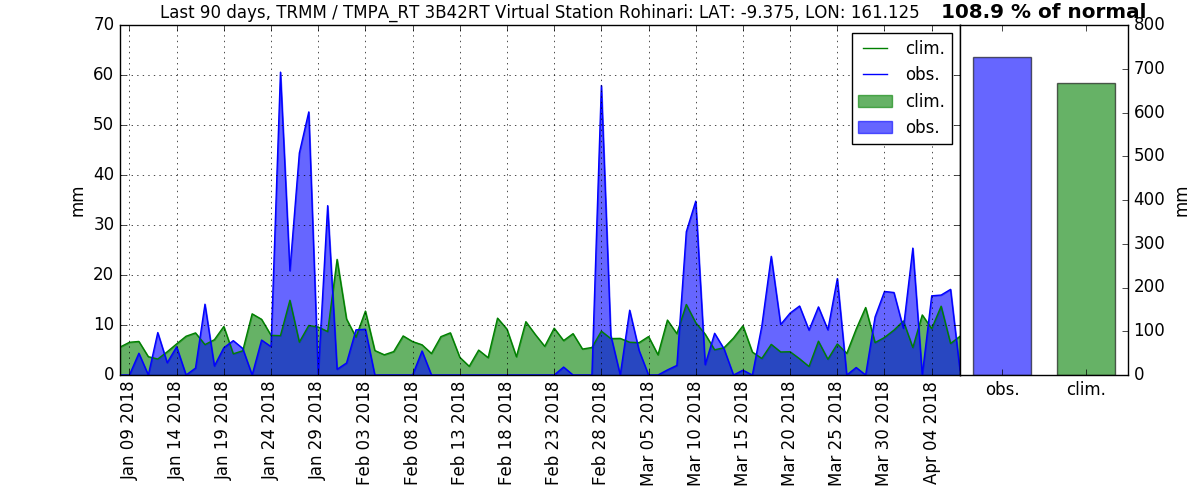 Last 90 days, TRMM / TMPA_RT 3B42RT Virtual Station Rohinari: LAT: -9.375, LON: 161.125
108.9 % of normal
70
60
50
40
30
20
10
0
mm
clim.
obs.
clim.
obs.
800
700
600
500
400
300
200
100
0
mm
obs.
clim.
Jan 09 2018
Jan 14 2018
Jan 19 2018
Jan 24 2018
Jan 29 2018
Feb 03 2018
Feb 08 2018
Feb 13 2018
Feb 18 2018
Feb 23 2018
Feb 28 2018
Mar 05 2018
Mar 10 2018
Mar 15 2018
Mar 20 2018
Mar 25 2018
Mar 30 2018
Apr 04 2018